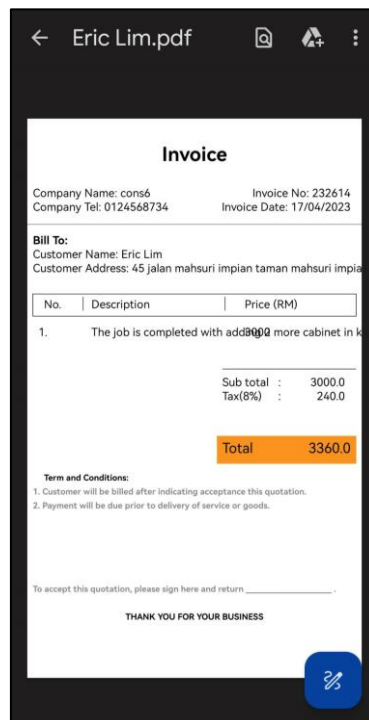 Eric Lim.pdf
Invoice
Company Name: cons6
Company Tel: 0124568734
Invoice No: 232614
Invoice Date: 17/04/2023
Bill To:
Customer Name: Eric Lim
Customer Address: 45 jalan mahsuri impian taman mahsuri impia
No. Description Price (RM)
1. The job is completed with adding 2 more cabinet in k 3000
Sub total : 3000.0
Tax(8%) : 240.0
Total 3360.0
Term and Conditions:
1. Customer will be billed after indicating acceptance this quotation.
2. Payment will be due prior to delivery of service or goods.
To accept this quotation, please sign here and return ____________________ .
THANK YOU FOR YOUR BUSINESS